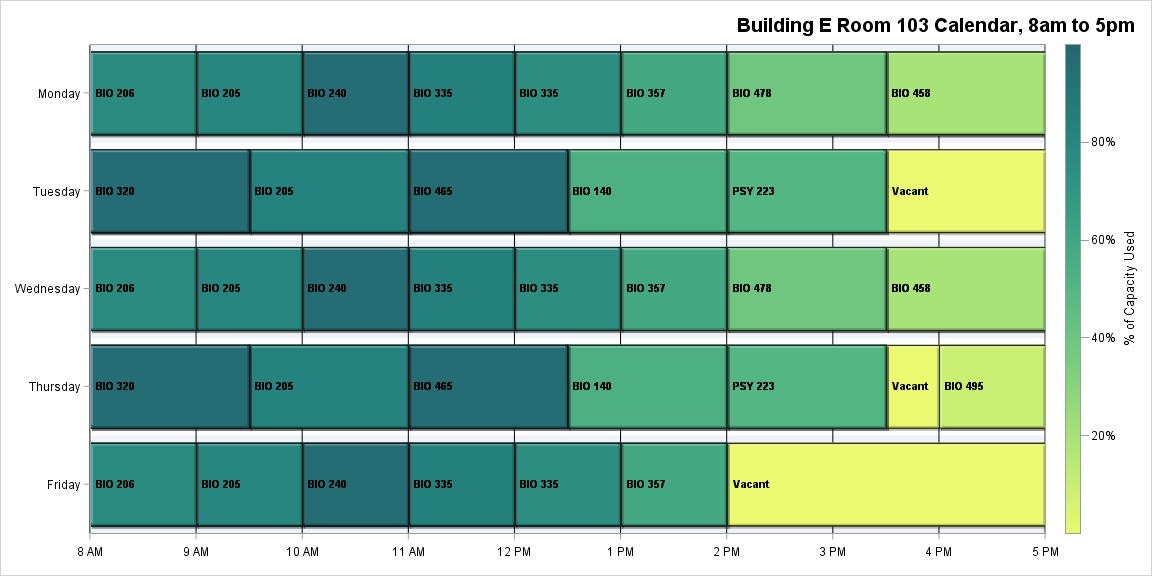 Building E Room 103 Calendar, 8am to 5pm
Monday
BIO 206 BIO 205 BIO 240 BIO 335 BIO 335 BIO 357 BIO 478 BIO 458
Tuesday
BIO 320 BIO 205 BIO 465 BIO 140 PSY 223 Vacant
Wednesday
BIO 206 BIO 205 BIO 240 BIO 335 BIO 335 BIO 357 BIO 478 BIO 458
Thursday
BIO 320 BIO 205 BIO 465 BIO 140 PSY 223 Vacant BIO 495
Friday
BIO 206 BIO 205 BIO 240 BIO 335 BIO 335 BIO 357 Vacant
8 AM 9 AM 10 AM 11 AM 12 PM 1 PM 2 PM 3 PM 4 PM 5 PM
80%
60%
40%
20%
% of Capacity Used